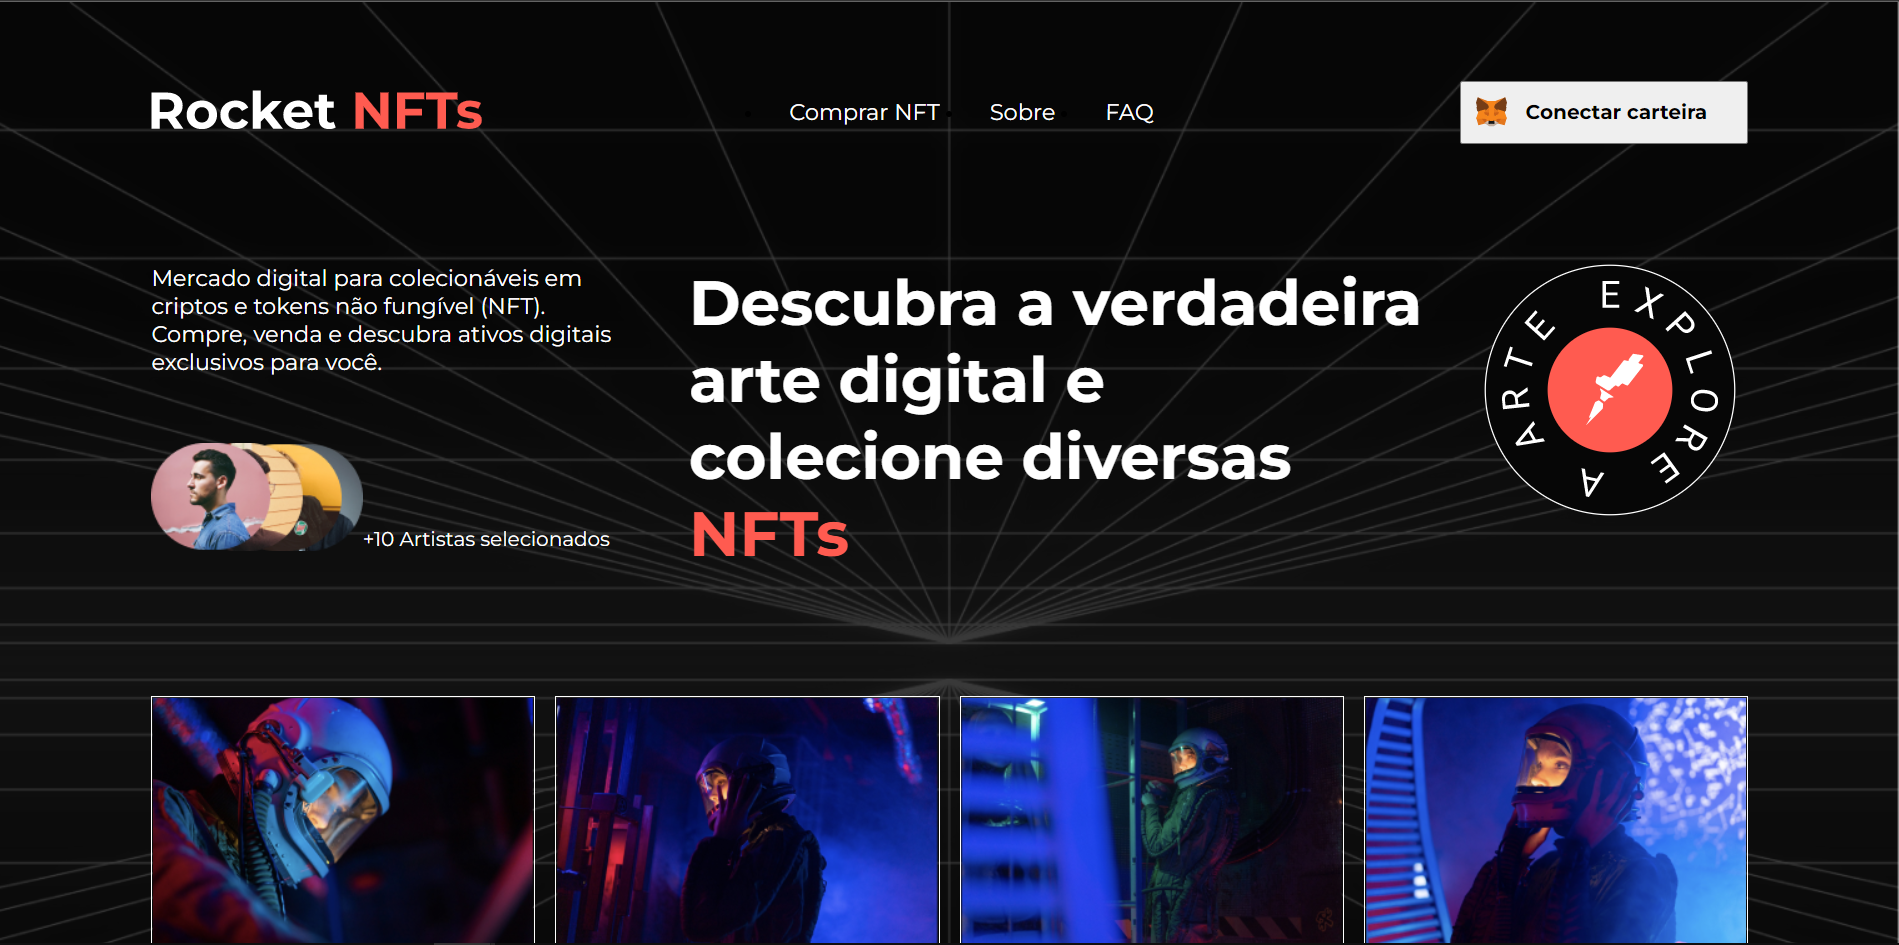 Rocket NFTs
Comprar NFT
Sobre
FAQ
Conectar carteira
Mercado digital para colecionáveis em
criptos e tokens não fungível (NFT).
Compre, venda e descubra ativos digitais
exclusivos para você.
+10 Artistas selecionados
Descubra a verdadeira
arte digital e
colecione diversas
NFTs
EXPLORE A ARTE